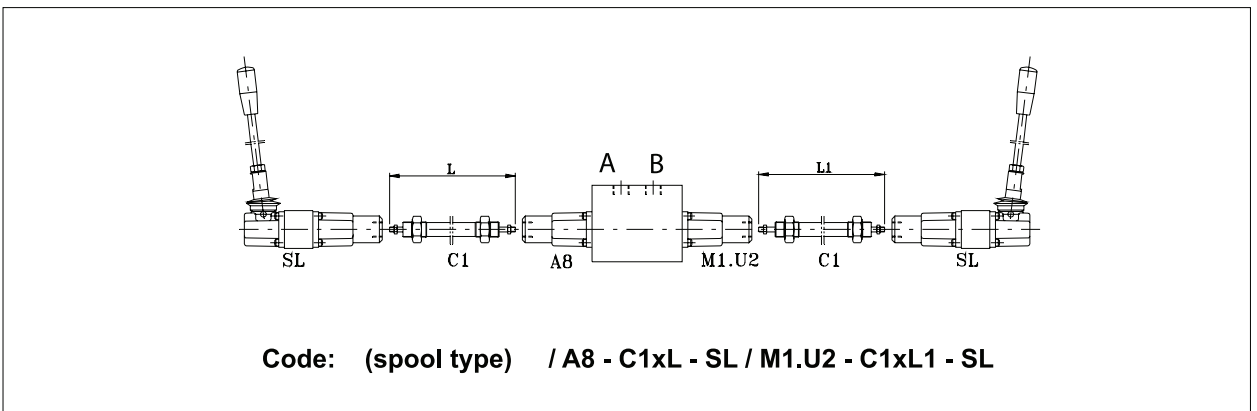 A B
L L1
SL C1 A8 M1.U2 C1 SL
Code: (spool type) / A8 - C1xL - SL / M1.U2 - C1xL1 - SL